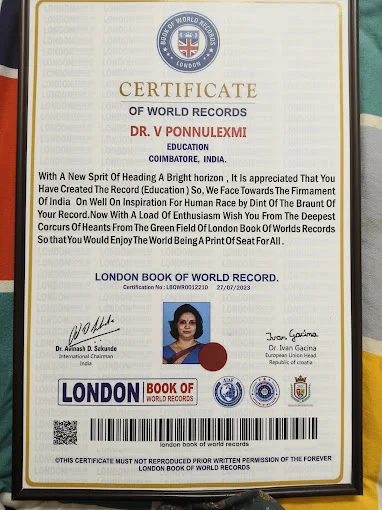 BOOK OF WORLD RECORDS
LONDON
CERTIFICATE
OF WORLD RECORDS
DR. V PONNULEXMI
EDUCATION
COIMBATORE, INDIA.
With A New Sprit Of Heading A Bright horizon , It is appreciated That You
Have Created The Record (Education ) So, We Face Towards The Firmament
Of India On Well On Inspiration For Human Race by Dint Of The Braunt Of
Your Record.Now With A Load Of Enthusiasm Wish You From The Deepest
Corcurs Of Heants From The Green Field Of London Book Of Worlds Records
So that You Would Enjoy The World Being A Print Of Seat For All .
LONDON BOOK OF WORLD RECORD.
Certification No : LBOWR0012210 27/07/2023
Dr. Avinash D. Sakunde
International Chairman
India
Ivan Gacina
Dr. Ivan Gacina
European Union Head
Republic of croatia
LONDON BOOK OF
WORLD RECORDS
london book of world records
©THIS CERTIFICATE MUST NOT REPRODUCED PRIOR WRITTEN PERMISSION OF THE FOREVER
LONDON BOOK OF WORLD RECORDS